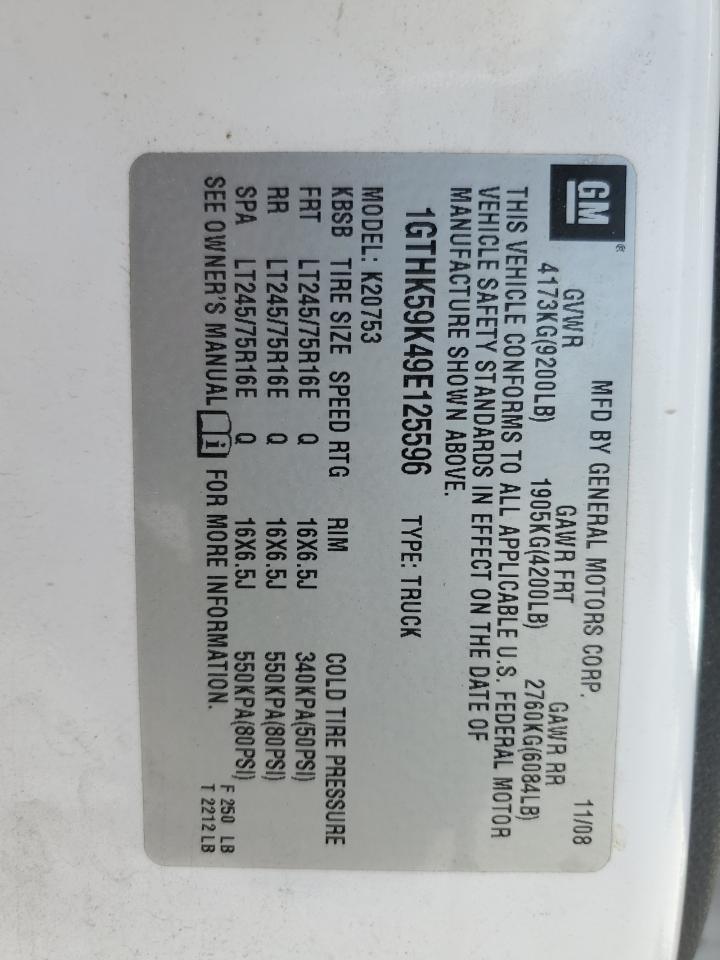 GM®
MFD BY GENERAL MOTORS CORP. 11/08
GVWR GAWR FRT GAWR RR
4173KG(9200LB) 1905KG(4200LB) 2760KG(6084LB)
THIS VEHICLE CONFORMS TO ALL APPLICABLE U.S. FEDERAL MOTOR
VEHICLE SAFETY STANDARDS IN EFFECT ON THE DATE OF
MANUFACTURE SHOWN ABOVE.
1GTHK59K49E125596 TYPE: TRUCK
MODEL: K20753
KBSB TIRE SIZE SPEED RTG RIM COLD TIRE PRESSURE
FRT LT245/75R16E Q 16X6.5J 340KPA(50PSI)
RR LT245/75R16E Q 16X6.5J 550KPA(80PSI)
SPA LT245/75R16E Q 16X6.5J 550KPA(80PSI)
SEE OWNER'S MANUAL i FOR MORE INFORMATION.
F 250 LB
T 2212 LB